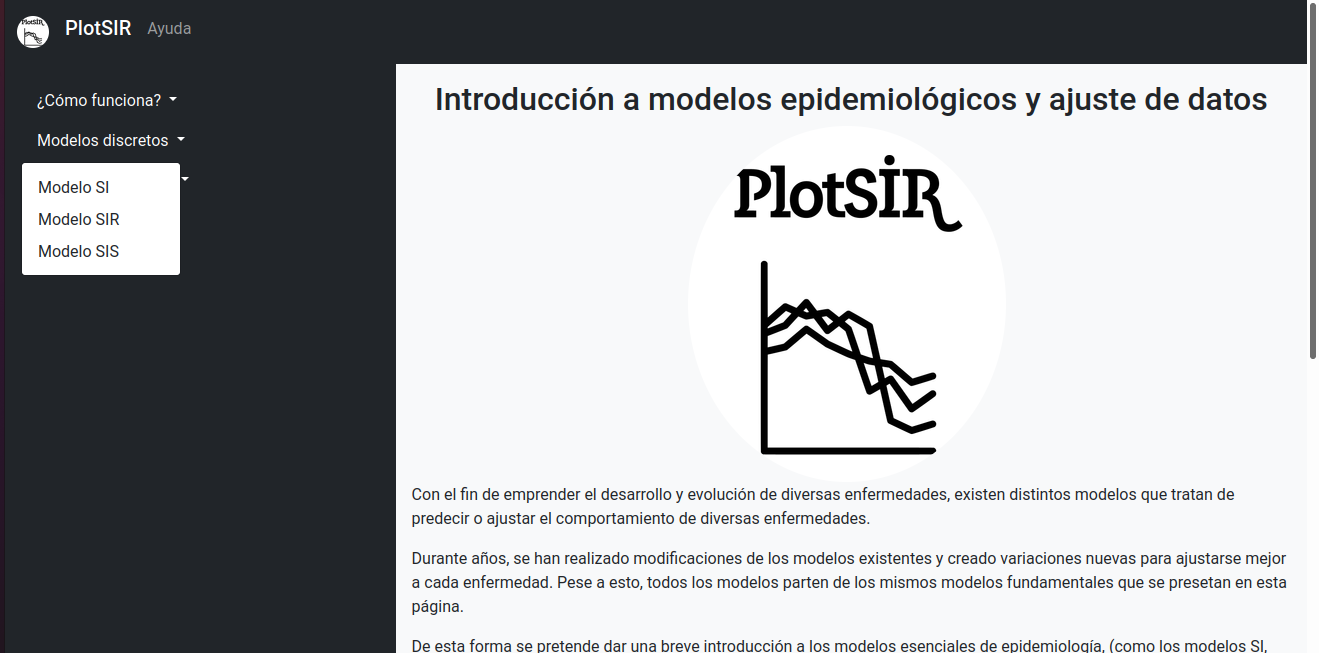 PlotSIR
PlotSIR Ayuda
¿Cómo funciona?
Modelos discretos
Modelo SI
Modelo SIR
Modelo SIS
Introducción a modelos epidemiológicos y ajuste de datos
PlotSİR
Con el fin de emprender el desarrollo y evolución de diversas enfermedades, existen distintos modelos que tratan de
predecir o ajustar el comportamiento de diversas enfermedades.
Durante años, se han realizado modificaciones de los modelos existentes y creado variaciones nuevas para ajustarse mejor
a cada enfermedad. Pese a esto, todos los modelos parten de los mismos modelos fundamentales que se presetan en esta
página.
De esta forma se pretende dar una breve introducción a los modelos esenciales de epidemiología, (como los modelos SI,